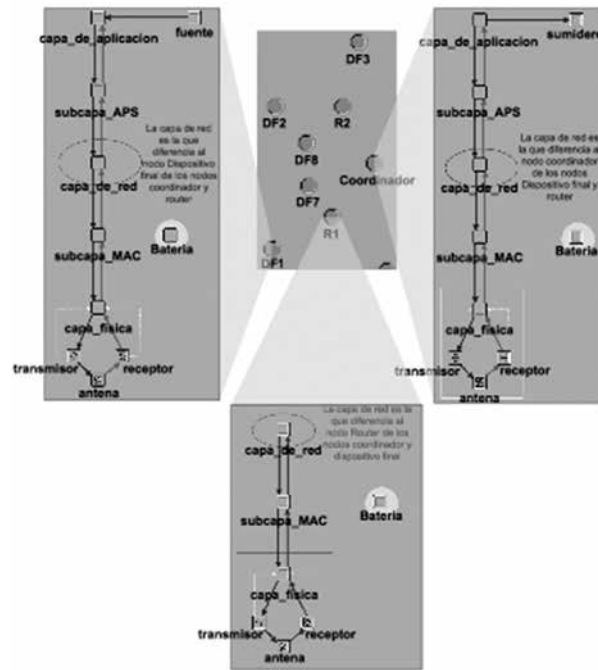 fuente
capa_de_aplicacion
subcapa_APS
La capa de red
es la que
diferencia al
nodo Dispositivo
final de los nodos
coordinador y
router
capa_de_red
Bateria
subcapa_MAC
capa_fisica
transmisor
receptor
antena
DF3
DF2
R2
DF8
Coordinador
DF7
R1
DF1
sumidero
capa_de_aplicacion
subcapa_APS
La capa de red es
la que diferencia al
nodo coordinador
de los nodos
Dispositivo final y
router
capa_de_red
Bateria
subcapa_MAC
capa_fisica
transmisor
receptor
antena
La capa de red es la
que diferencia al
nodo Router de los
nodos coordinador y
dispositivo final
capa_de_red
Bateria
subcapa_MAC
capa_fisica
transmisor
receptor
antena